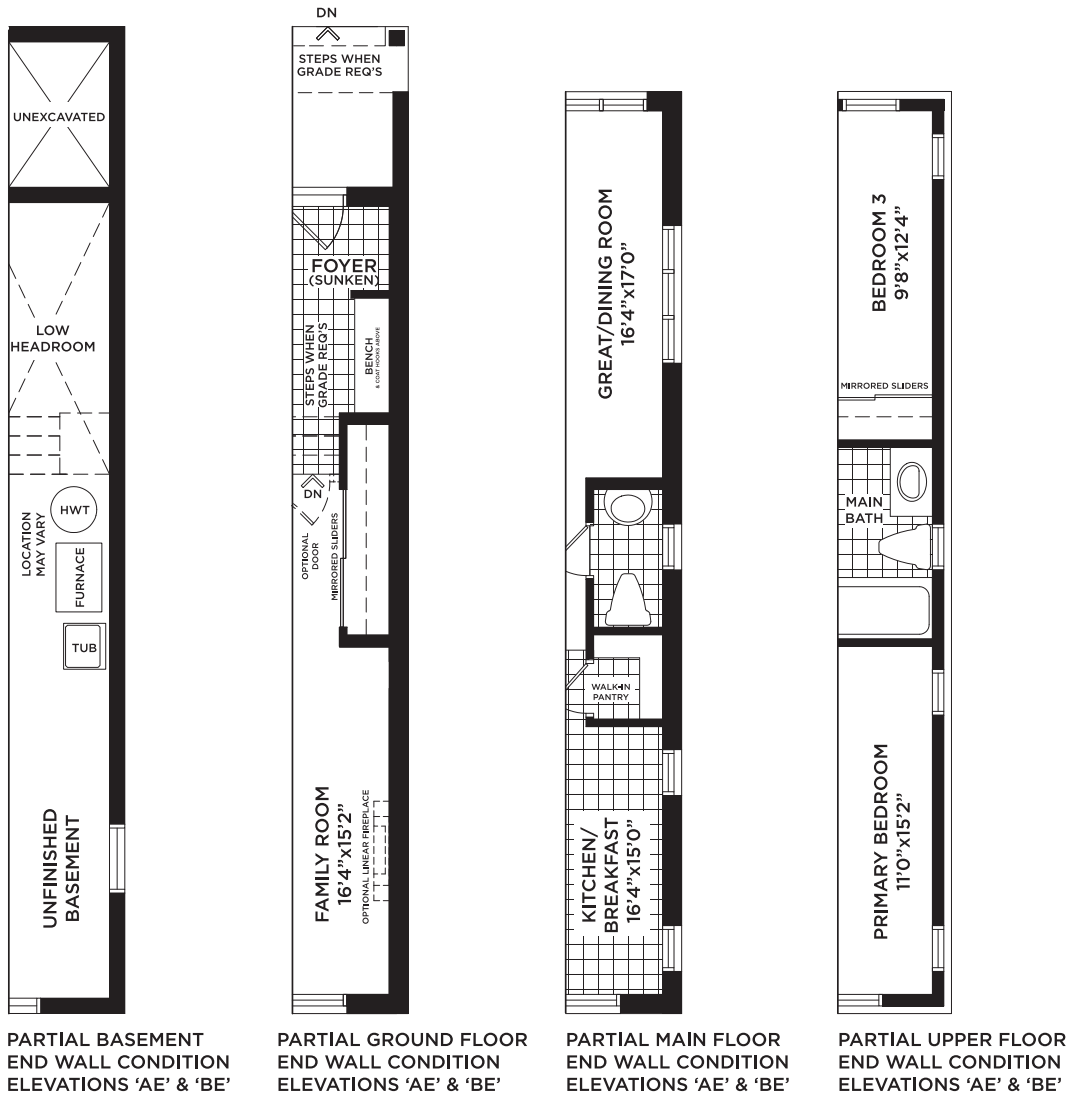 UNEXCAVATED
LOW
HEADROOM
HWT
LOCATION
MAY VARY
FURNACE
TUB
UNFINISHED
BASEMENT
PARTIAL BASEMENT
END WALL CONDITION
ELEVATIONS ‘AE’ & ‘BE’
DN
STEPS WHEN
GRADE REQ’S
FOYER
(SUNKEN)
STEPS WHEN
GRADE REQ’S
BENCH
& COAT HOOKS ABOVE
DN
OPTIONAL
DOOR
MIRRORED SLIDERS
FAMILY ROOM
16’4”x15’2”
OPTIONAL LINEAR FIREPLACE
PARTIAL GROUND FLOOR
END WALL CONDITION
ELEVATIONS ‘AE’ & ‘BE’
GREAT/DINING ROOM
16’4”x17’0”
WALK-IN
PANTRY
KITCHEN/
BREAKFAST
16’4”x15’0”
PARTIAL MAIN FLOOR
END WALL CONDITION
ELEVATIONS ‘AE’ & ‘BE’
BEDROOM 3
9’8”x12’4”
MIRRORED SLIDERS
MAIN
BATH
PRIMARY BEDROOM
11’0”x15’2”
PARTIAL UPPER FLOOR
END WALL CONDITION
ELEVATIONS ‘AE’ & ‘BE’